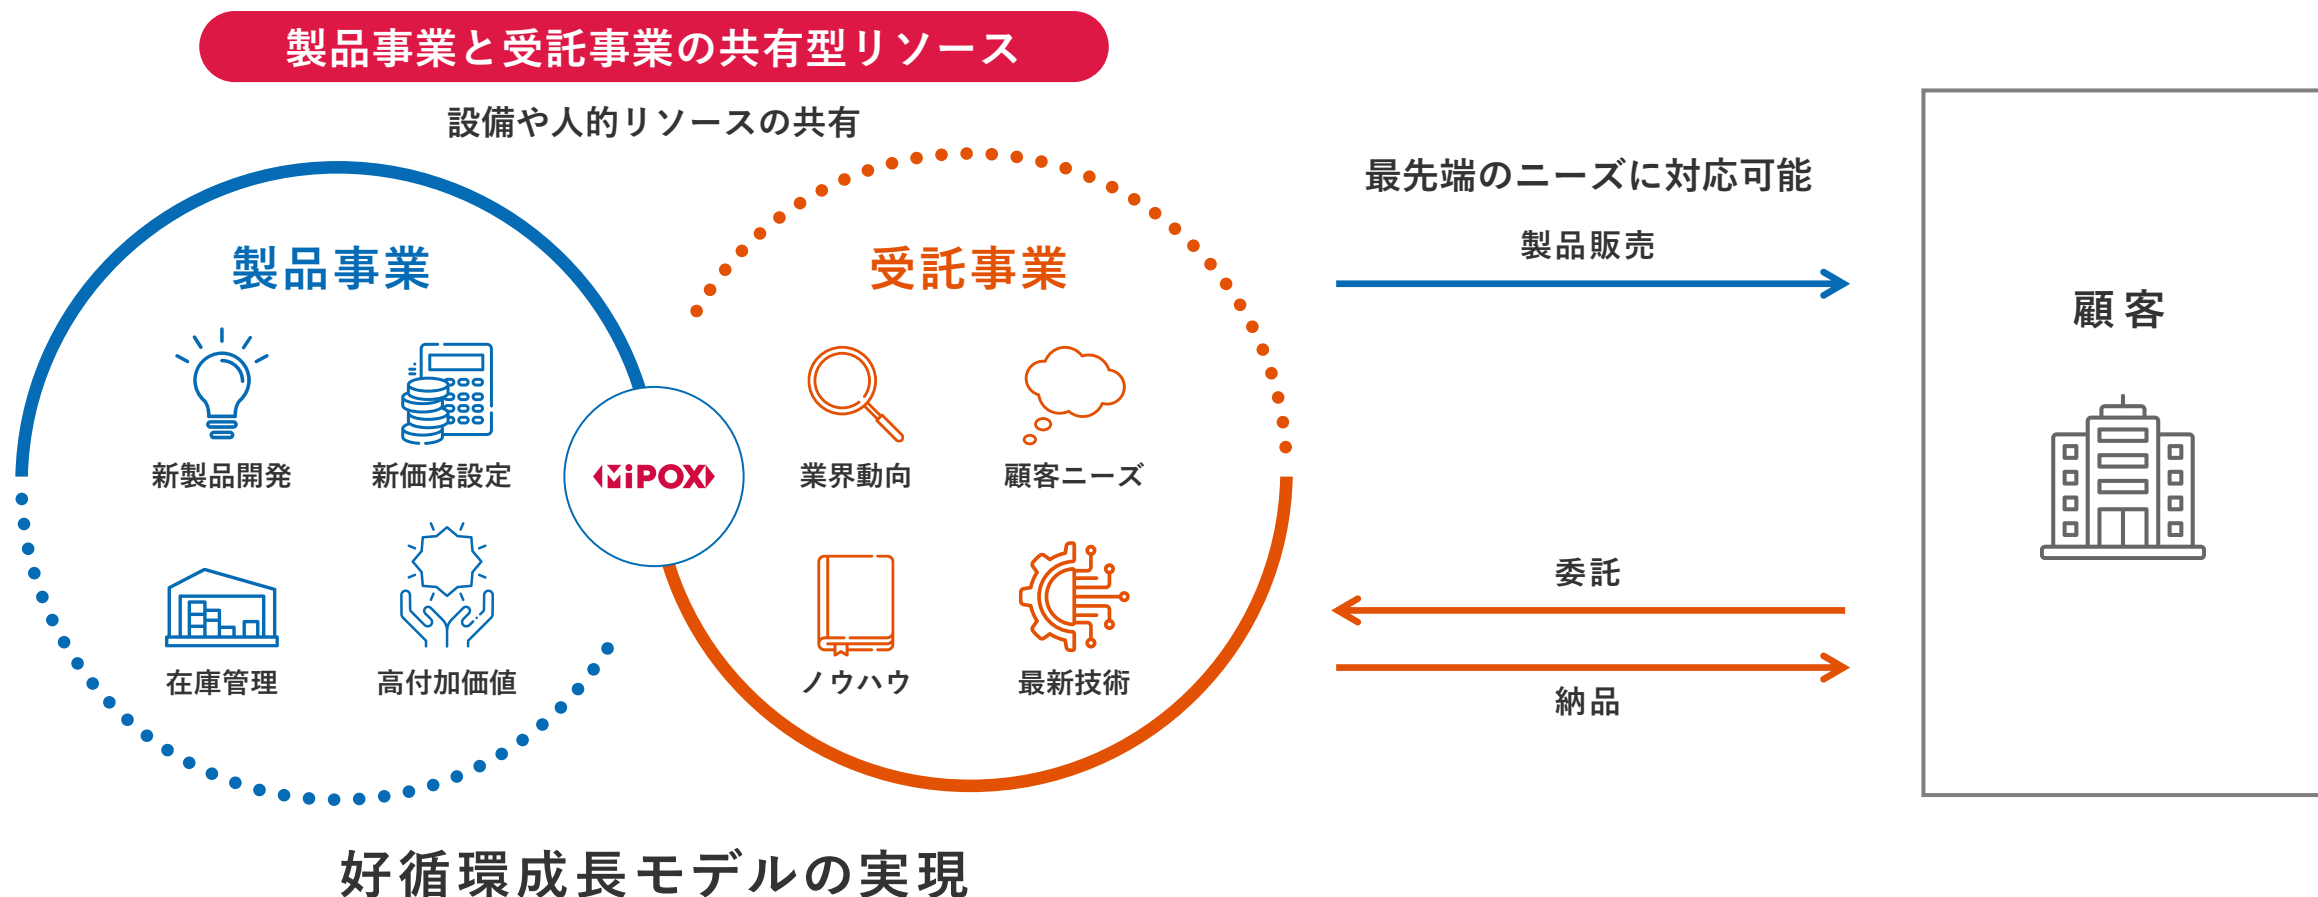 製品事業と受託事業の共有型リソース
設備や人的リソースの共有
製品事業
新製品開発
新価格設定
在庫管理
高付加価値
MiPOX
受託事業
業界動向
顧客ニーズ
ノウハウ
最新技術
最先端のニーズに対応可能
製品販売
委託
納品
顧客
好循環成長モデルの実現